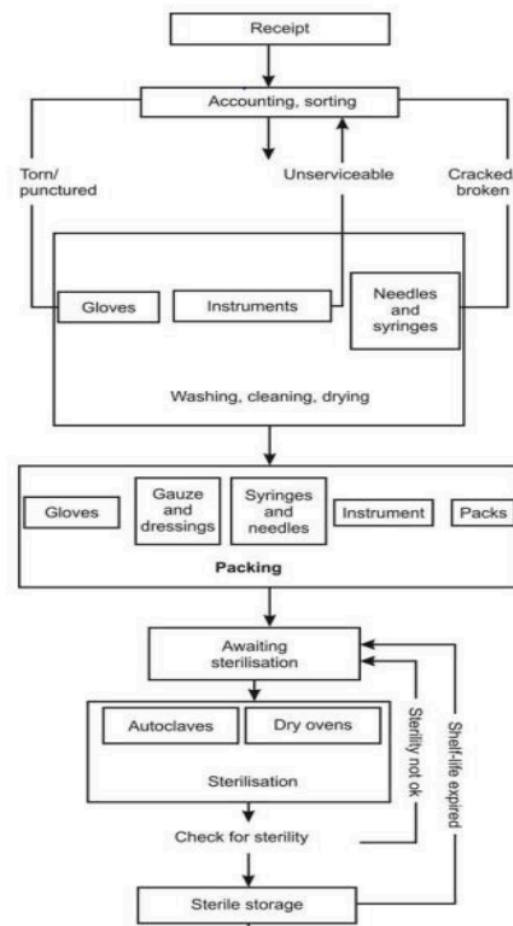 Receipt
Accounting, sorting
Torn/
punctured
Unserviceable
Cracked
broken
Gloves
Instruments
Needles
and
syringes
Washing, cleaning, drying
Gloves
Gauze
and
dressings
Syringes
and
needles
Instrument
Packs
Packing
Awaiting
sterilisation
Autoclaves
Dry ovens
Sterilisation
Sterility not ok
Shelf-life expired
Check for sterility
Sterile storage